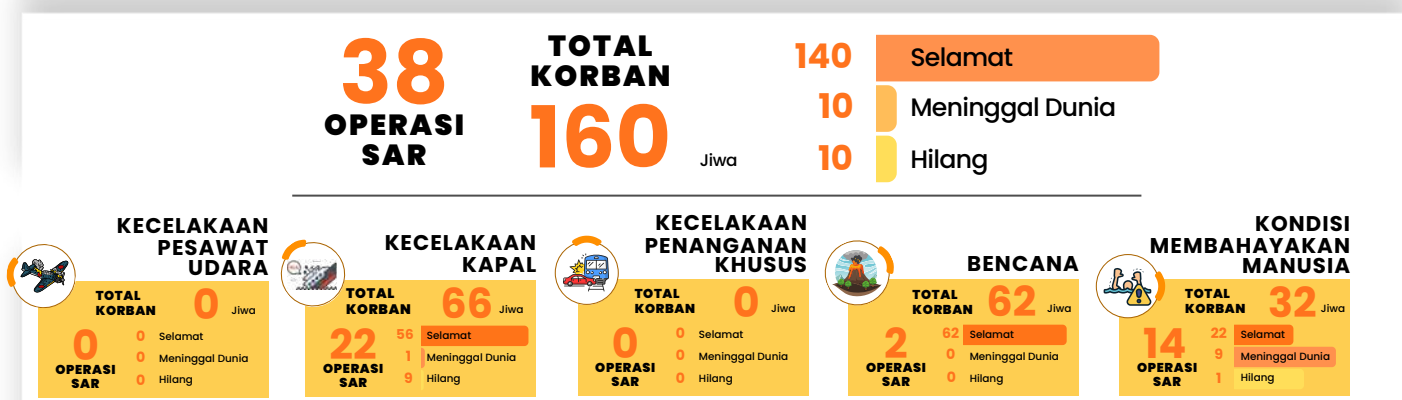 38
OPERASI
SAR
TOTAL
KORBAN
160
Jiwa
140 Selamat
10 Meninggal Dunia
10 Hilang
KECELAKAAN
PESAWAT
UDARA
TOTAL
KORBAN
0 Jiwa
0
OPERASI
SAR
0 Selamat
0 Meninggal Dunia
0 Hilang
KECELAKAAN
KAPAL
TOTAL
KORBAN
66 Jiwa
22
OPERASI
SAR
56 Selamat
1 Meninggal Dunia
9 Hilang
KECELAKAAN
PENANGANAN
KHUSUS
TOTAL
KORBAN
0 Jiwa
0
OPERASI
SAR
0 Selamat
0 Meninggal Dunia
0 Hilang
BENCANA
TOTAL
KORBAN
62 Jiwa
2
OPERASI
SAR
62 Selamat
0 Meninggal Dunia
0 Hilang
KONDISI
MEMBAHAYAKAN
MANUSIA
TOTAL
KORBAN
32 Jiwa
14
OPERASI
SAR
22 Selamat
9 Meninggal Dunia
1 Hilang